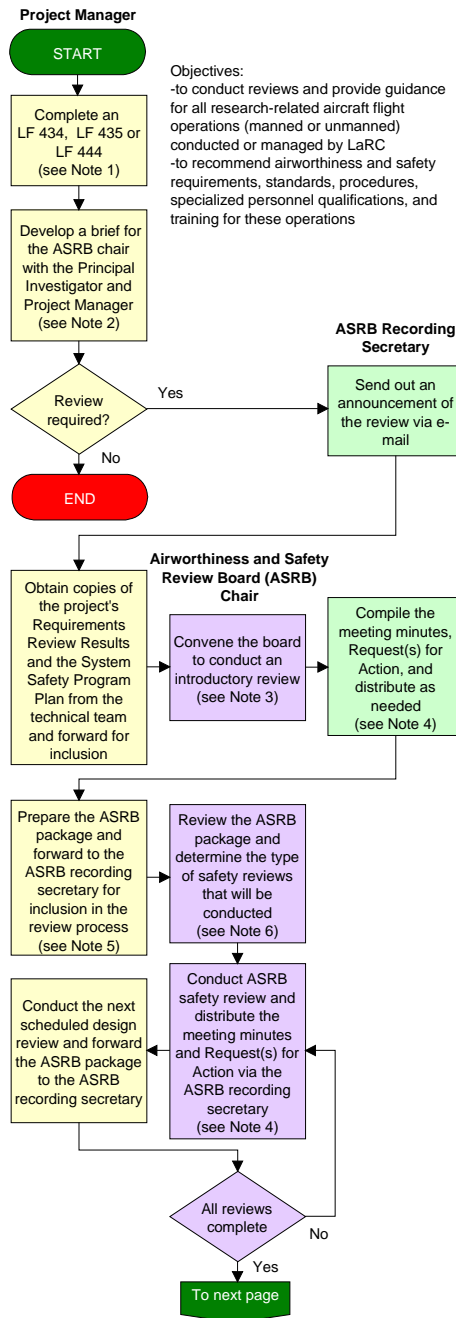 Project Manager
START
Objectives:
-to conduct reviews and provide guidance
for all research-related aircraft flight
operations (manned or unmanned)
conducted or managed by LaRC
-to recommend airworthiness and safety
requirements, standards, procedures,
specialized personnel qualifications, and
training for these operations
Complete an
LF 434, LF 435 or
LF 444
(see Note 1)
Develop a brief for
the ASRB chair
with the Principal
Investigator and
Project Manager
(see Note 2)
Review
required?
Yes
No
END
ASRB Recording
Secretary
Send out an
announcement of
the review via e-
mail
Obtain copies of
the project's
Requirements
Review Results
and the System
Safety Program
Plan from the
technical team
and forward for
inclusion
Airworthiness and Safety
Review Board (ASRB)
Chair
Convene the board
to conduct an
introductory review
(see Note 3)
Compile the
meeting minutes,
Request(s) for
Action, and
distribute as
needed
(see Note 4)
Prepare the ASRB
package and
forward to the
ASRB recording
secretary for
inclusion in the
review process
(see Note 5)
Review the ASRB
package and
determine the type
of safety reviews
that will be
conducted
(see Note 6)
Conduct ASRB
safety review and
distribute the
meeting minutes
and Request(s) for
Action via the
ASRB recording
secretary
(see Note 4)
Conduct the next
scheduled design
review and forward
the ASRB package
to the ASRB
recording secretary
All reviews
complete
No
Yes
To next page